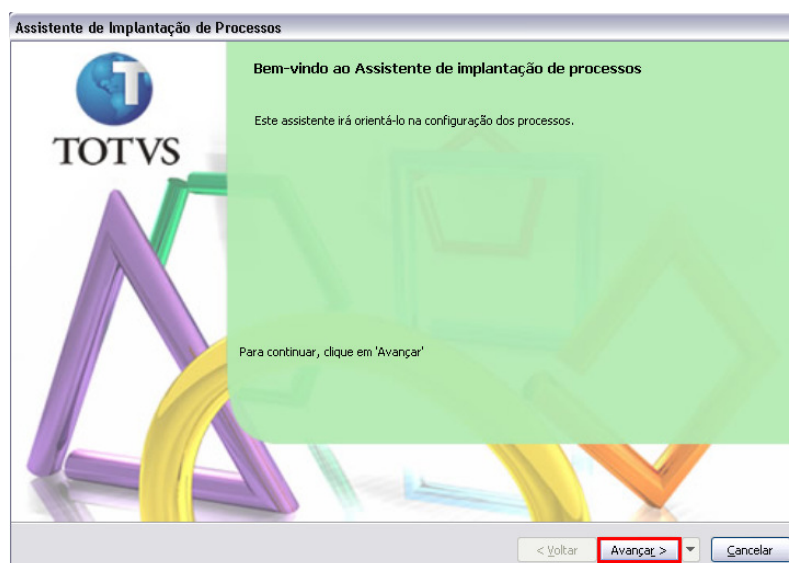 Assistente de Implantação de Processos
TOTVS
Bem-vindo ao Assistente de implantação de processos
Este assistente irá orientá-lo na configuração dos processos.
Para continuar, clique em 'Avançar'
< Voltar
Avançar >
Cancelar